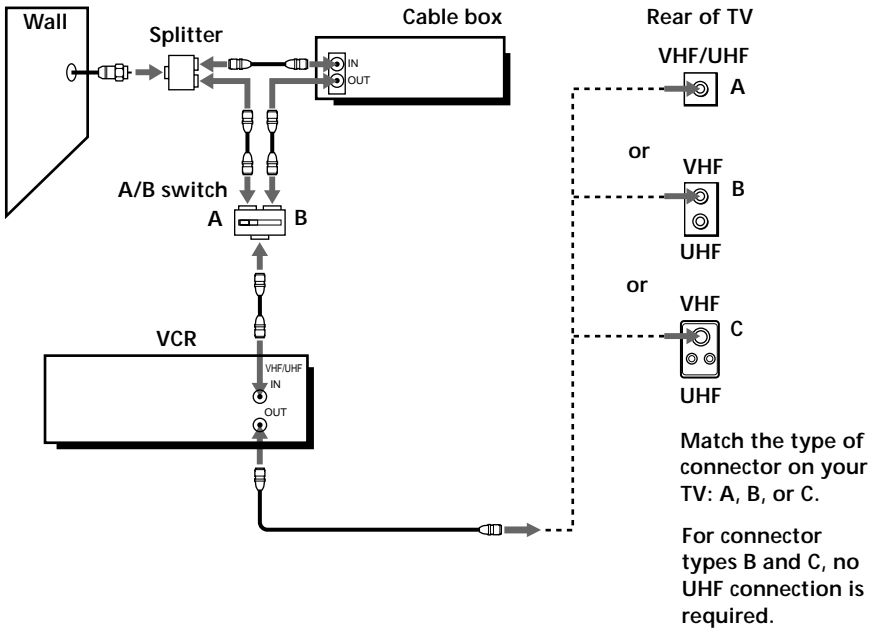 Wall
Splitter
Cable box
IN
OUT
Rear of TV
VHF/UHF
A
or
VHF
B
UHF
or
VHF
C
UHF
A/B switch
A
B
VCR
VHF/UHF
IN
OUT
Match the type of
connector on your
TV: A, B, or C.
For connector
types B and C, no
UHF connection is
required.